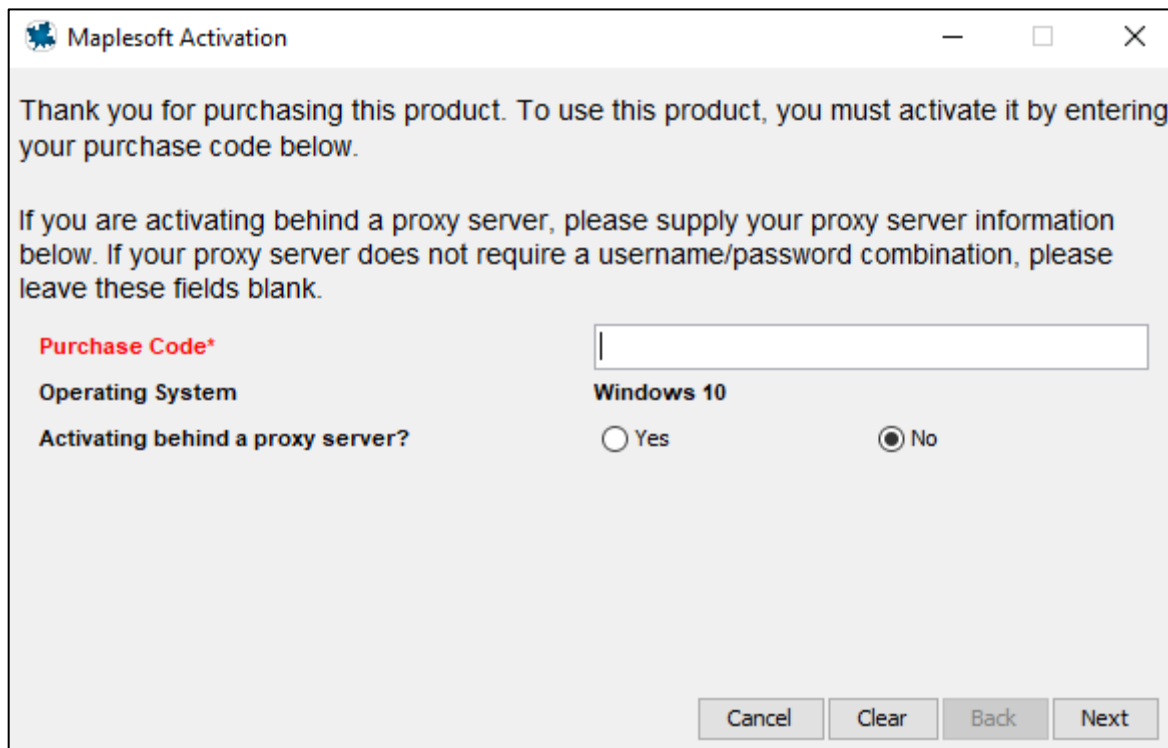 Maplesoft Activation
Thank you for purchasing this product. To use this product, you must activate it by entering
your purchase code below.
If you are activating behind a proxy server, please supply your proxy server information
below. If your proxy server does not require a username/password combination, please
leave these fields blank.
Purchase Code*
Operating System Windows 10
Activating behind a proxy server? Yes No
Cancel Clear Back Next